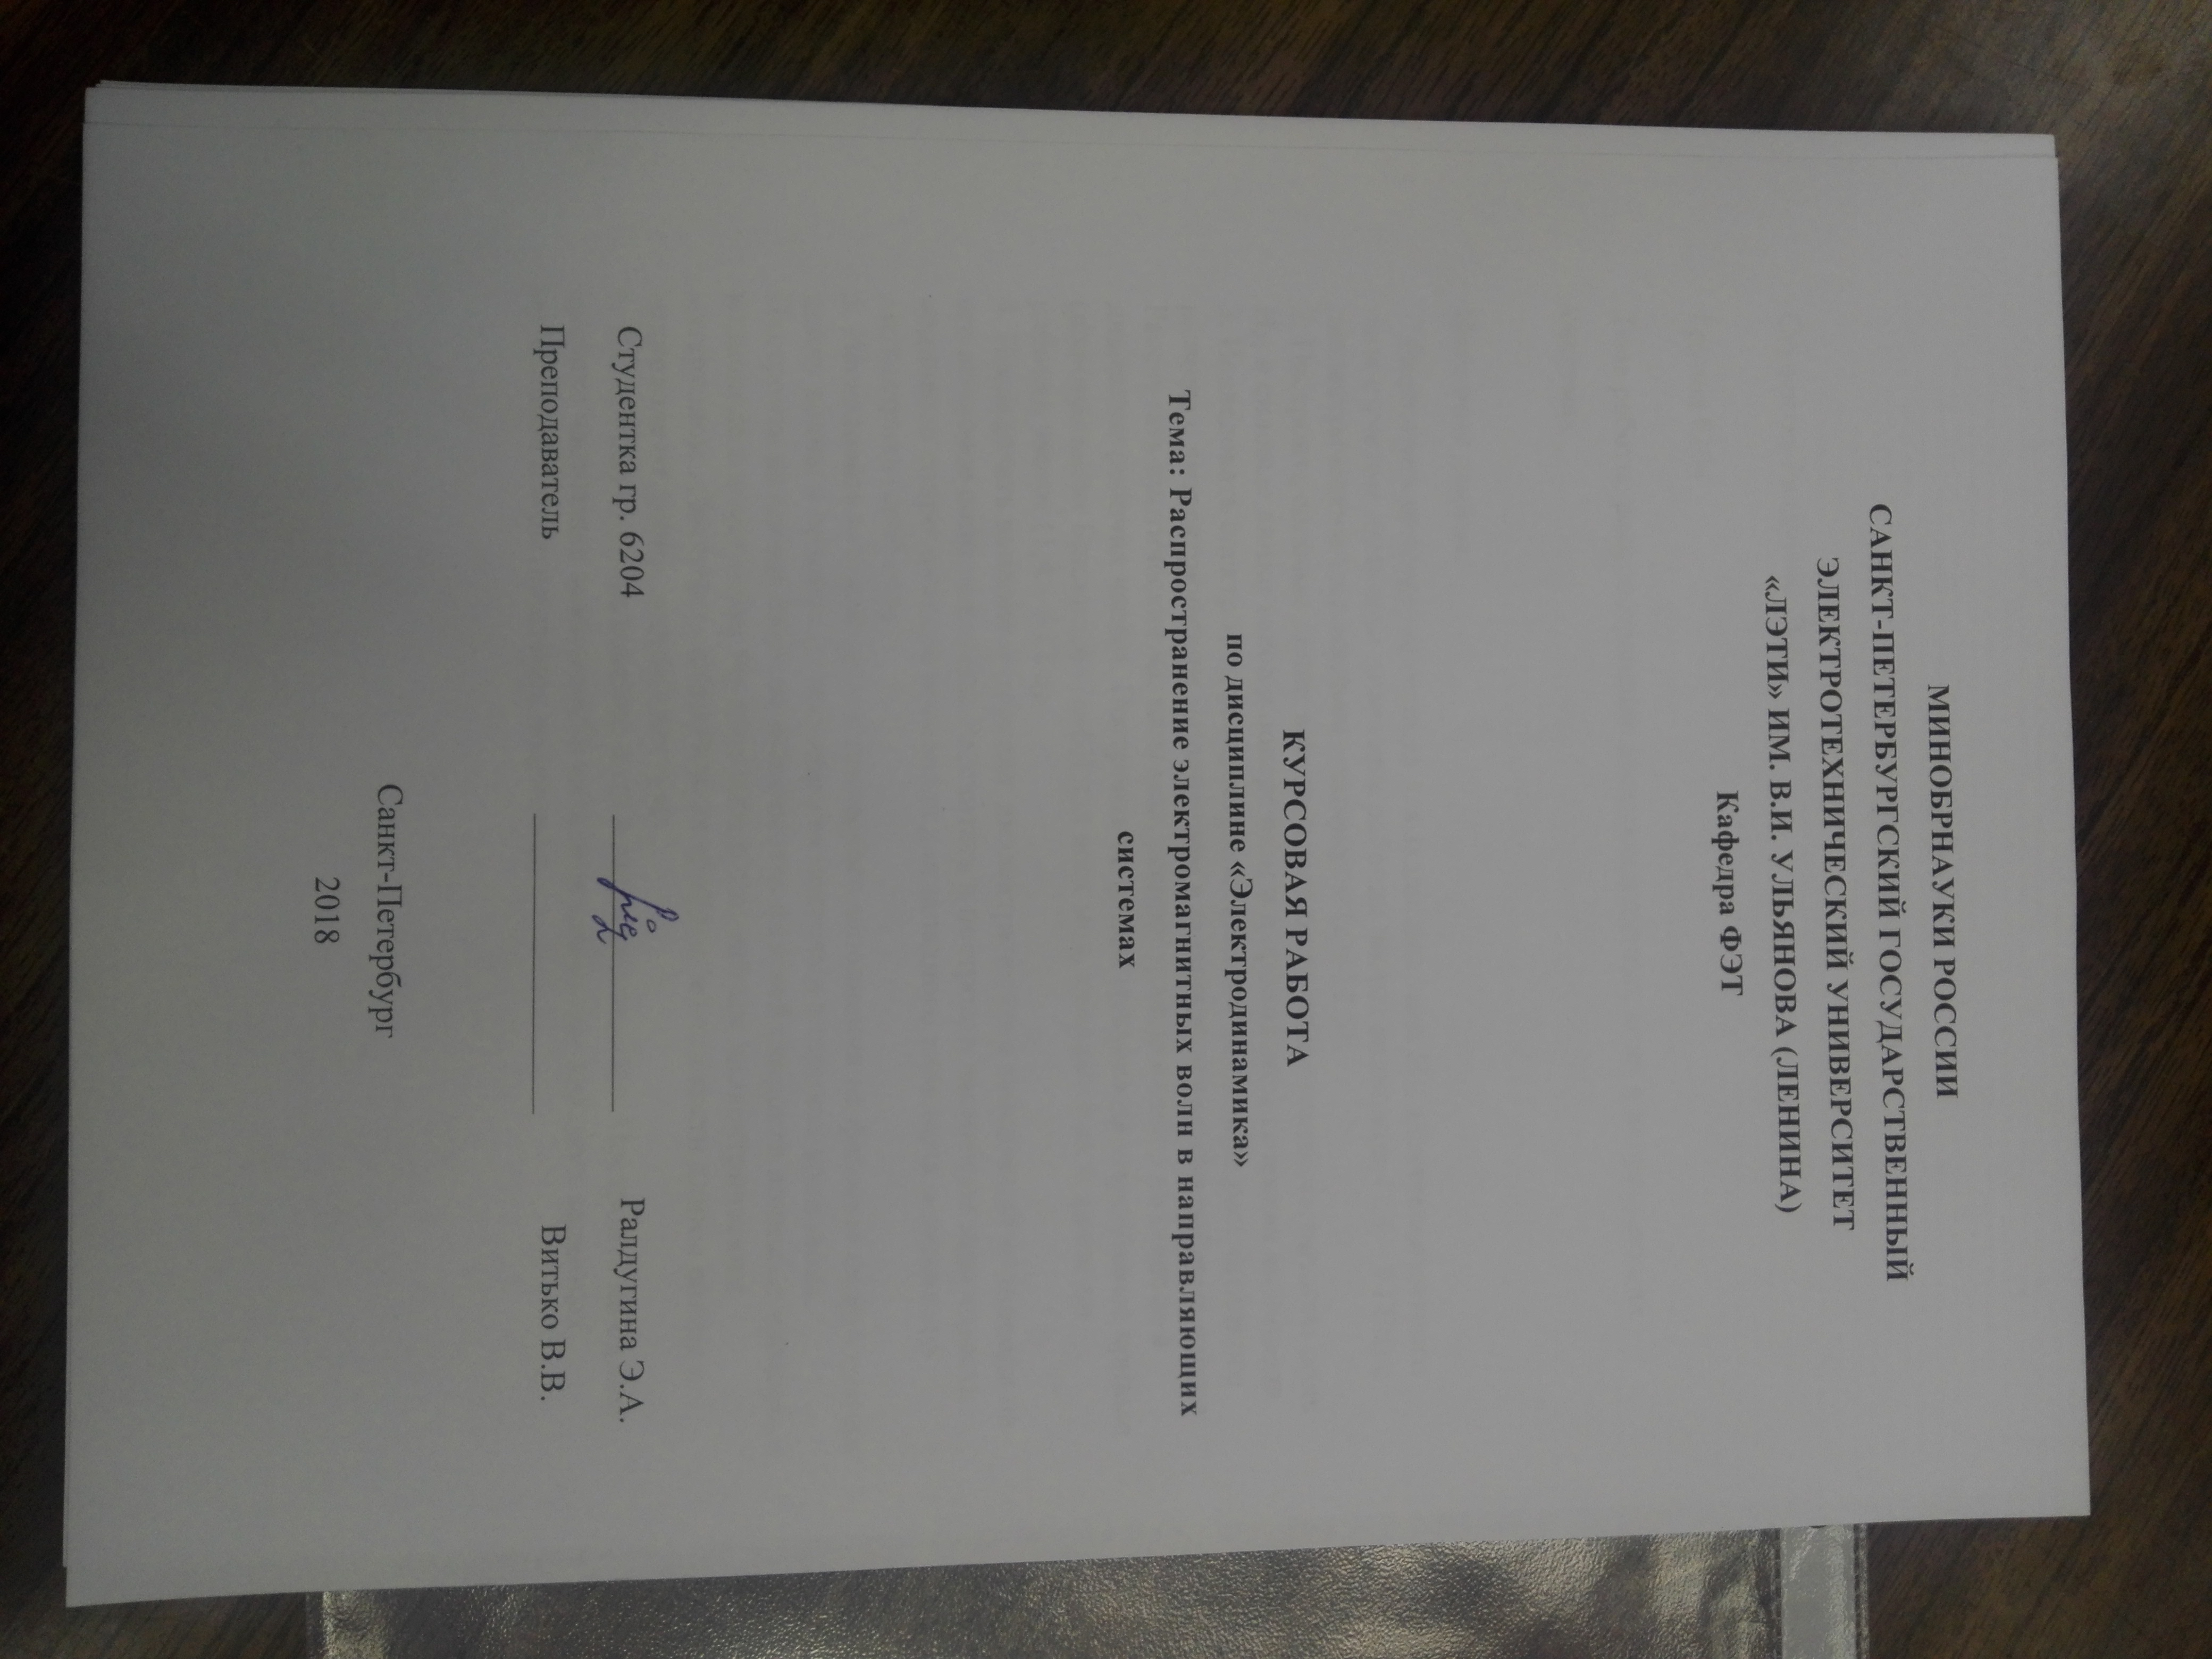 МИНОБРНАУКИ РОССИИ
САНКТ-ПЕТЕРБУРГСКИЙ ГОСУДАРСТВЕННЫЙ
ЭЛЕКТРОТЕХНИЧЕСКИЙ УНИВЕРСИТЕТ
«ЛЭТИ» ИМ. В.И. УЛЬЯНОВА (ЛЕНИНА)
Кафедра ФЭТ
КУРСОВАЯ РАБОТА
по дисциплине «Электродинамика»
Тема: Распространение электромагнитных волн в направляющих
системах
Студентка гр. 6204 Ралдугина Э.А.
Преподаватель Витько В.В.
Санкт-Петербург
2018